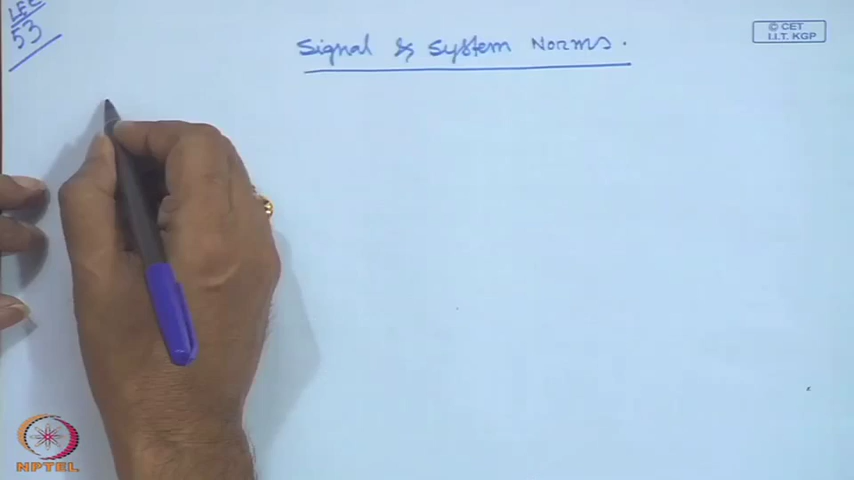 LEC
53
Signal & System Norms.
© CET
I.I.T. KGP
NPTEL